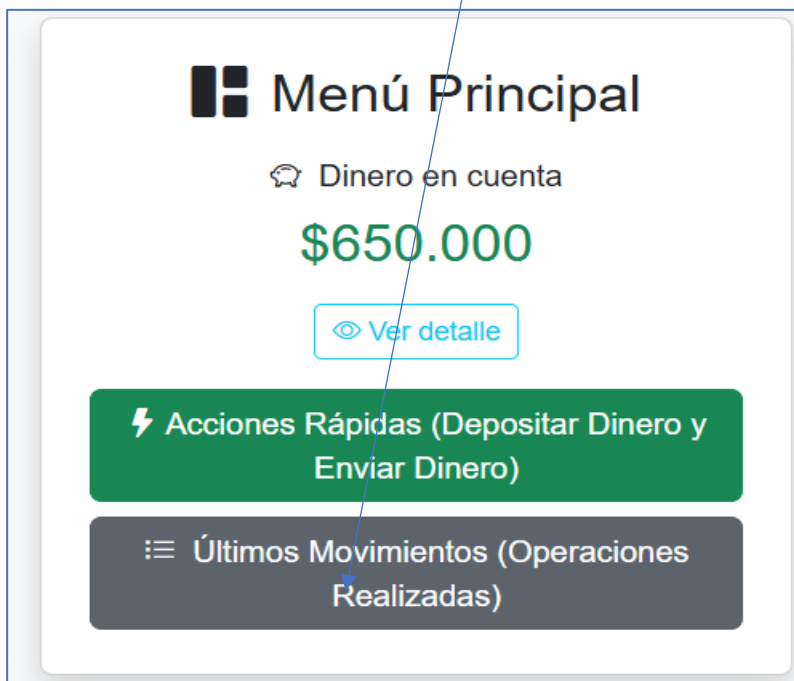 Menú Principal
Dinero en cuenta
$650.000
Ver detalle
Acciones Rápidas (Depositar Dinero y
Enviar Dinero)
Últimos Movimientos (Operaciones
Realizadas)